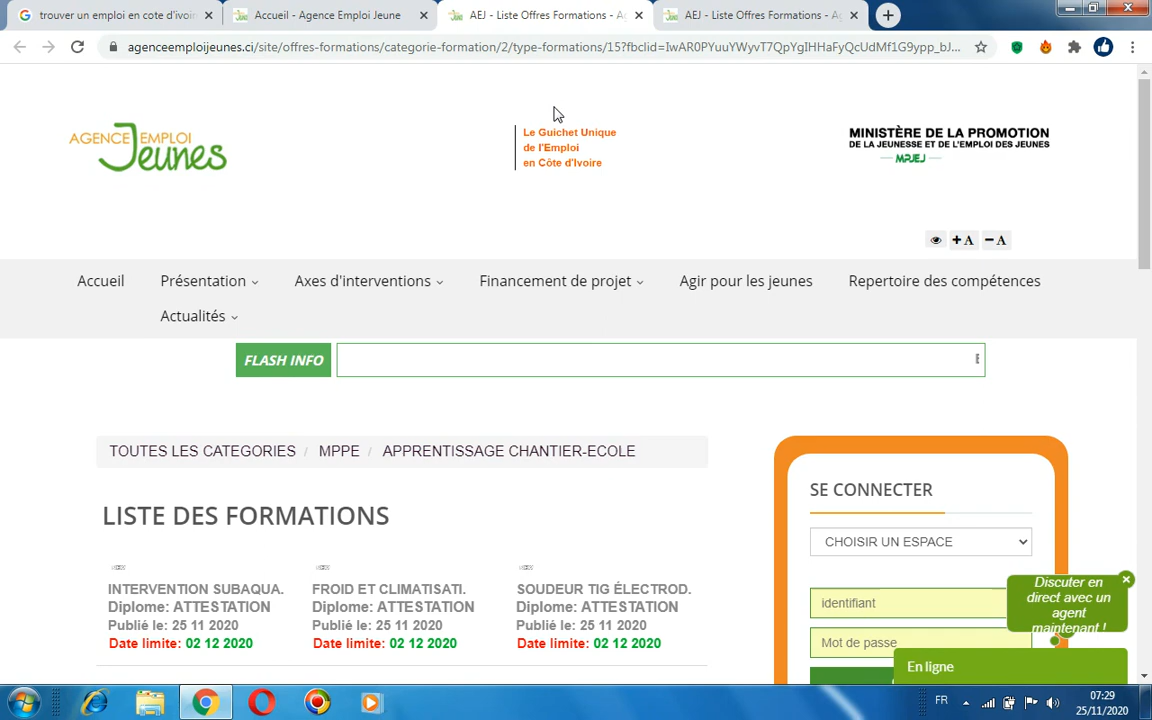 trouver un emploi en cote d'ivoir
Accueil - Agence Emploi Jeune
AEJ - Liste Offres Formations - Ag
AEJ - Liste Offres Formations - Ag
agenceemploijeunes.ci/site/offres-formations/categorie-formation/2/type-formations/15?fbclid=IwAR0PYuuYWyvT7QpYgIHHaFyQcUdMf1G9ypp_bJ...
AGENCE EMPLOI
Jeunes
Le Guichet Unique
de l'Emploi
en Côte d'Ivoire
MINISTÈRE DE LA PROMOTION
DE LA JEUNESSE ET DE L'EMPLOI DES JEUNES
MPJEJ
+A
-A
Accueil
Présentation
Axes d'interventions
Financement de projet
Agir pour les jeunes
Repertoire des compétences
Actualités
FLASH INFO
TOUTES LES CATEGORIES / MPPE / APPRENTISSAGE CHANTIER-ECOLE
LISTE DES FORMATIONS
INTERVENTION SUBAQUA.
Diplome: ATTESTATION
Publié le: 25 11 2020
Date limite: 02 12 2020
FROID ET CLIMATISATI.
Diplome: ATTESTATION
Publié le: 25 11 2020
Date limite: 02 12 2020
SOUDEUR TIG ÉLECTROD.
Diplome: ATTESTATION
Publié le: 25 11 2020
Date limite: 02 12 2020
SE CONNECTER
CHOISIR UN ESPACE
identifiant
Mot de passe
Discuter en
direct avec un
agent
maintenant !
En ligne
FR
07:29
25/11/2020